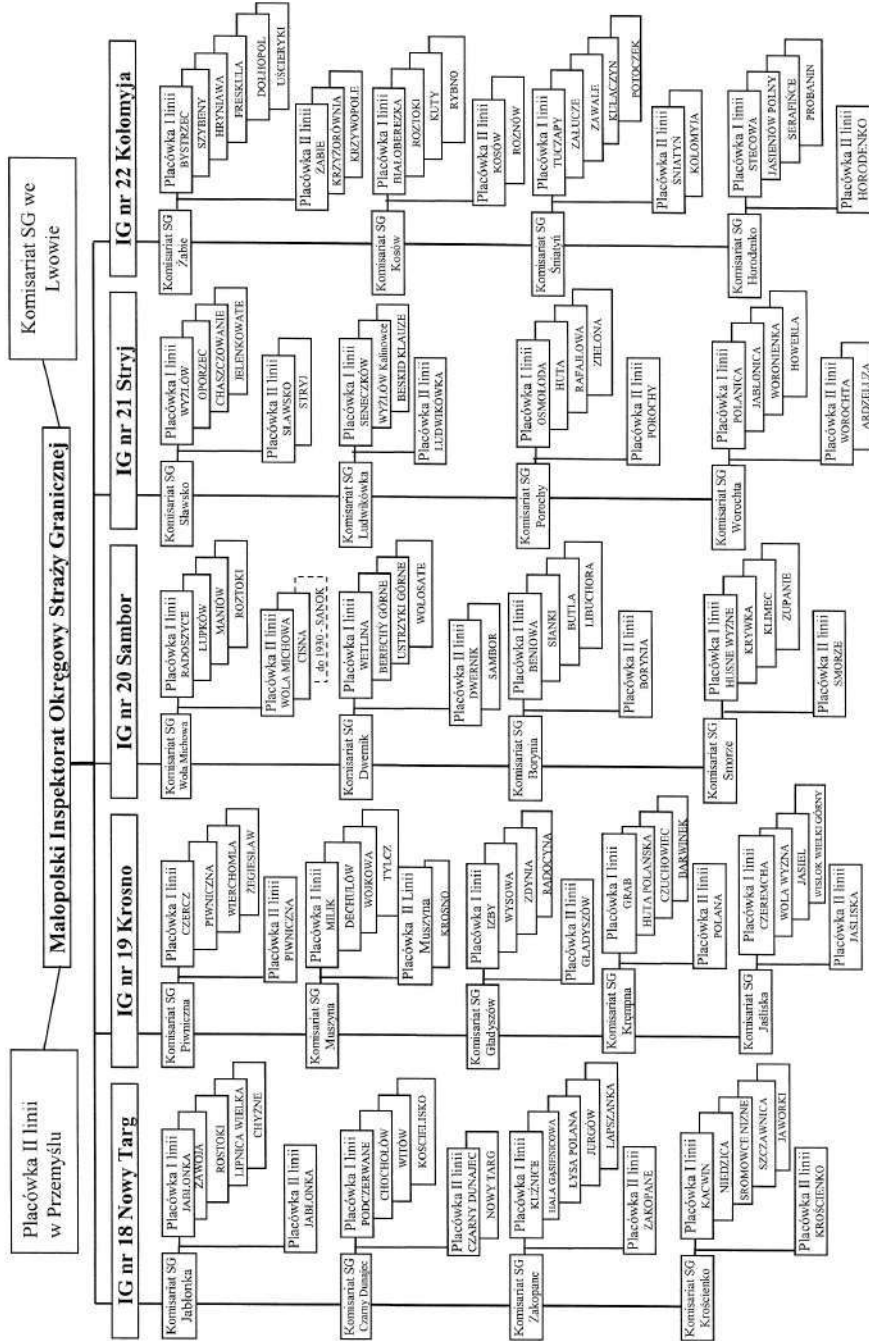 Placówka II linii
w Przemyślu
Małopolski Inspektorat Okręgowy Straży Granicznej
Komisariat SG we
Lwowie
IG nr 18 Nowy Targ
Komisariat SG
Jabłonka
Placówka I linii
JABŁONKA
ZAWOJA
ROSTOKI
LIPNICA WIELKA
CHYŻNE
Placówka II linii
JABŁONKA
Komisariat SG
Czarny Dunajec
Placówka I linii
PODCZERWANE
CHOCHOŁÓW
WITÓW
KOŚCIELISKO
Placówka II linii
CZARNY DUNAJEC
NOWY TARG
Komisariat SG
Zakopane
Placówka I linii
KUŹNICE
HALA GĄSIENICOWA
ŁYSA POLANA
JURGÓW
ŁAPSZANKA
Placówka II linii
ZAKOPANE
Komisariat SG
Krościenko
Placówka I linii
KACWIN
NIEDZICA
SROMOWCE NIŻNE
SZCZAWNICA
JAWORKI
Placówka II linii
KROŚCIENKO
IG nr 19 Krosno
Komisariat SG
Piwniczna
Placówka I linii
CZERCZ
PIWNICZNA
WIERCHOMLA
ŻEGIESŁAW
Placówka II linii
PIWNICZNA
Komisariat SG
Muszyna
Placówka I linii
MILIK
DECHULÓW
WOJKOWA
TYLCZ
Placówka II Linii
Muszyna
KROSNO
Komisariat SG
Gładyszów
Placówka I linii
IZBY
WYSOWA
ZDYNIA
RADOCYNA
Placówka II linii
GŁADYSZÓW
Komisariat SG
Krempna
Placówka I linii
GRAB
HUTA POLAŃSKA
CZUCHOWIEC
BARWINEK
Placówka II linii
POLANA
Komisariat SG
Jaśliska
Placówka I linii
CZEREMCHA
WOLA WYŻNA
JASIEL
WISŁOK WIELKI GÓRNY
Placówka II linii
JAŚLISKA
IG nr 20 Sambor
Komisariat SG
Wola Michowa
Placówka I linii
RADOSZYCE
ŁUPKÓW
MANIÓW
ROZTOKI
Placówka II linii
WOLA MICHOWA
CISNA
do 1930 - SANOK
Komisariat SG
Dwernik
Placówka I linii
WETLINA
BEREChY GÓRNE
USTRZYKI GÓRNE
WOŁOSATE
Placówka II linii
DWERNIK
SAMBOR
Komisariat SG
Borynia
Placówka I linii
BENIOWA
SIANKI
BUTLA
LIBUCHORA
Placówka II linii
BORYNIA
Komisariat SG
Smorze
Placówka I linii
HUSNE WYŻNE
KRYWKA
KLIMEC
ZUPANIE
Placówka II linii
SMORZE
IG nr 21 Stryj
Komisariat SG
Sławsko
Placówka I linii
WYŻŁÓW
OPORZEC
CHASZCZOWANIE
JELENKOWATE
Placówka II linii
SŁAWSKO
STRYJ
Komisariat SG
Ludwikówka
Placówka I linii
SENECZKÓW
WYŻŁÓW Kalinowce
BESKID KLAUZE
Placówka II linii
LUDWIKÓWKA
Komisariat SG
Porochy
Placówka I linii
OSMOŁODA
HUTA
RAFAJŁOWA
ZIELONA
Placówka II linii
POROCHY
Komisariat SG
Worochta
Placówka I linii
POLANICA
JABŁONICA
WORONIENKA
HOWERLA
Placówka II linii
WOROCHTA
ARDZELUZA
IG nr 22 Kołomyja
Komisariat SG
Żabie
Placówka I linii
BYSTRZEC
SZYBENY
HRYNIAWA
FRESKULA
DOLHOPOL
UŚCIERYKI
Placówka II linii
ŻABIE
KRZYZORÓWNIA
KRZYWOPOLE
Komisariat SG
Kosów
Placówka I linii
BIAŁOBEREZKA
ROZTOKI
KUTY
RYBNO
Placówka II linii
KOSÓW
ROZNÓW
Komisariat SG
Śniatyń
Placówka I linii
TUCZAPY
ZAŁUCZE
ZAWALE
KUŁACZYN
POTOCZEK
Placówka II linii
ŚNIATYŃ
KOŁOMYJA
Komisariat SG
Horodenko
Placówka I linii
STECOWA
JASIENIÓW POLNY
SERAFIŃCE
PROBANIN
Placówka II linii
HORODENKO